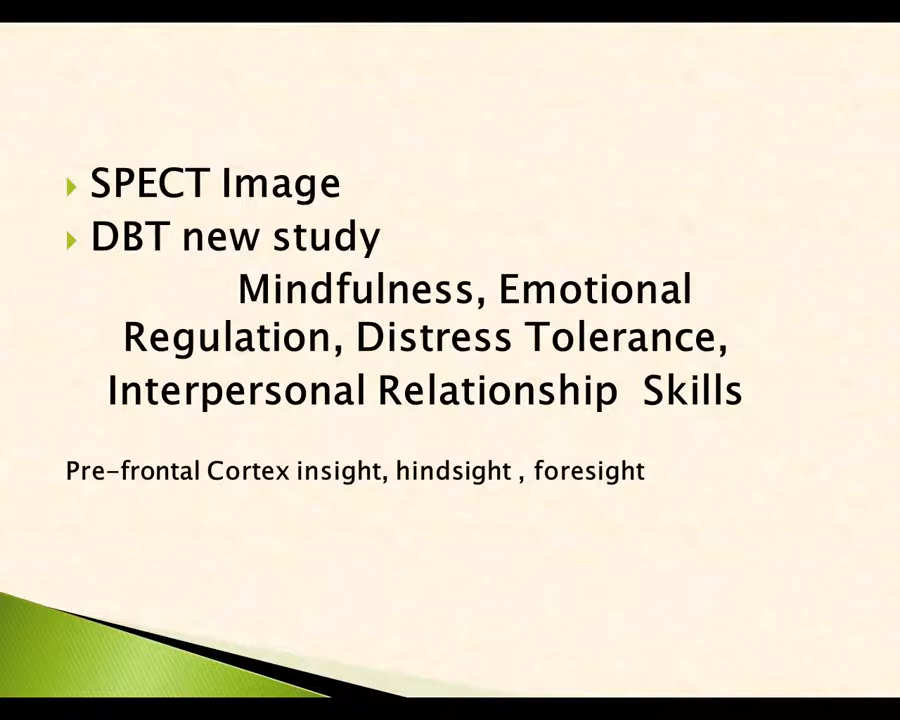 SPECT Image
DBT new study
Mindfulness, Emotional
Regulation, Distress Tolerance,
Interpersonal Relationship Skills
Pre-frontal Cortex insight, hindsight , foresight